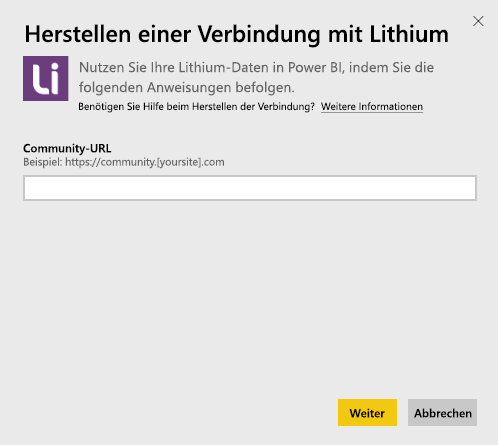 Herstellen einer Verbindung mit Lithium
Li
Nutzen Sie Ihre Lithium-Daten in Power BI, indem Sie die
folgenden Anweisungen befolgen.
Benötigen Sie Hilfe beim Herstellen der Verbindung? Weitere Informationen
Community-URL
Beispiel: https://community.[yoursite].com
Weiter Abbrechen